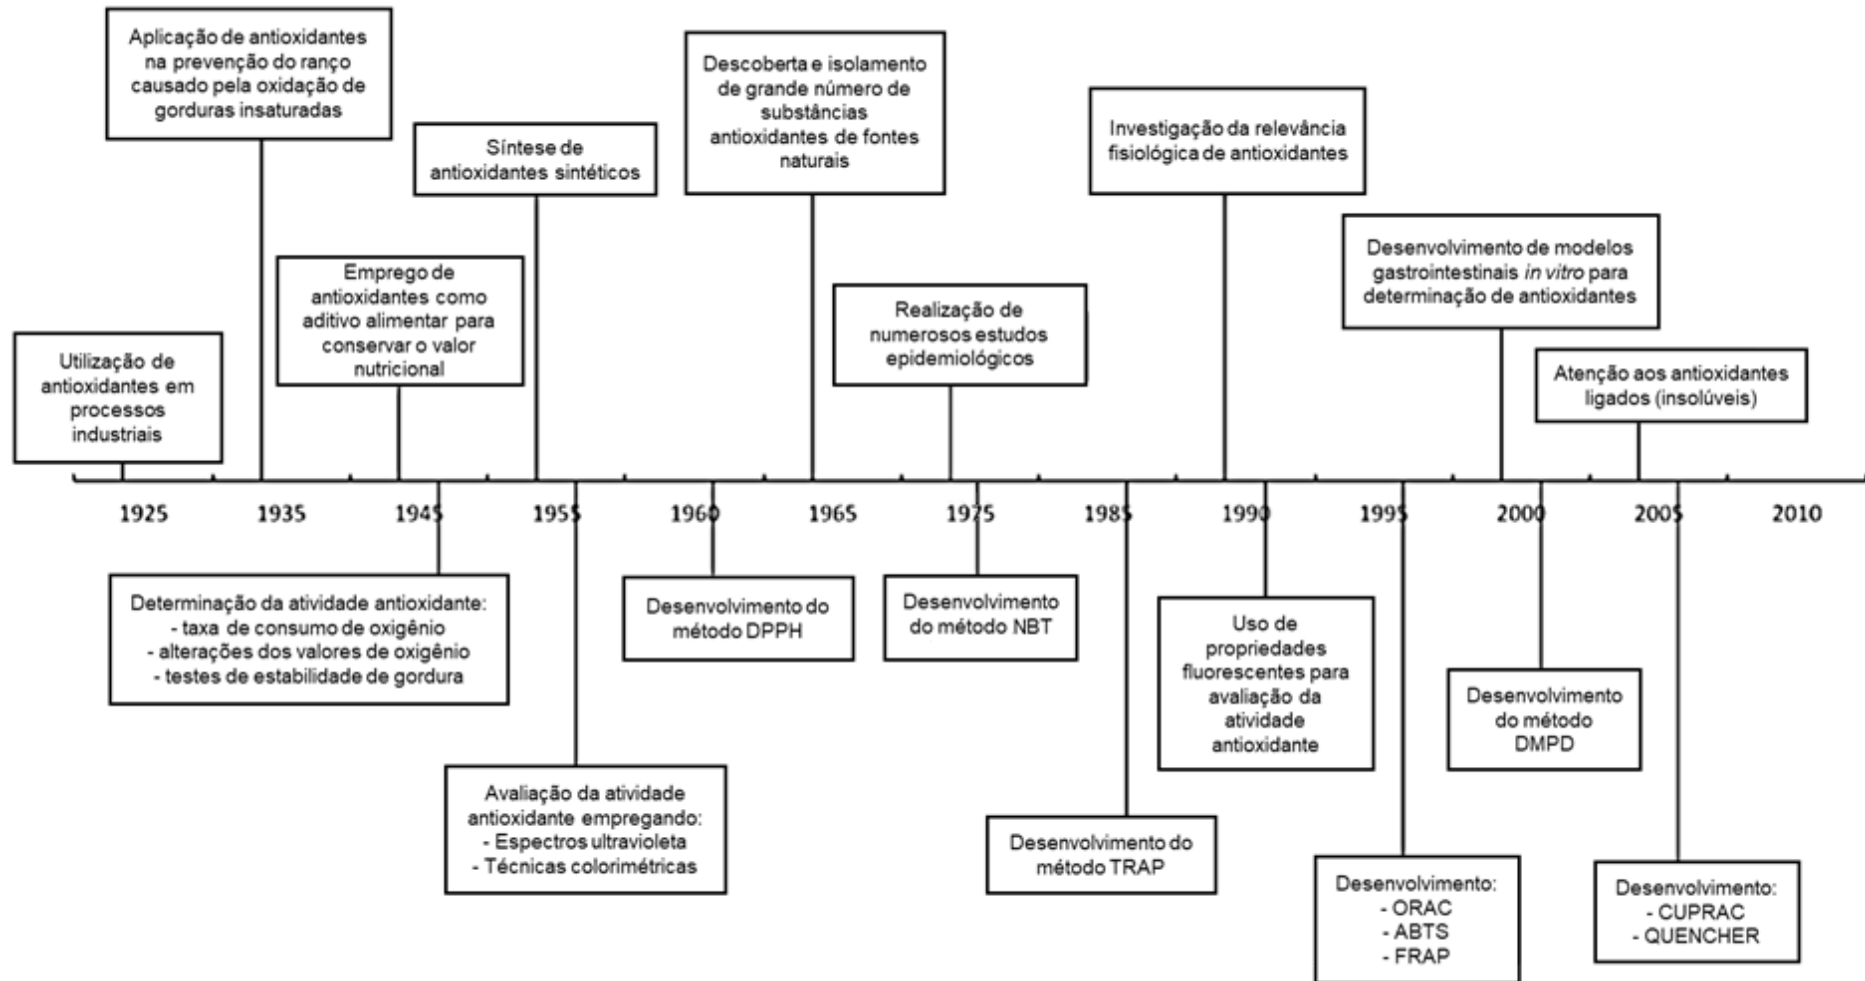 Aplicação de antioxidantes
na prevenção do ranço
causado pela oxidação de
gorduras insaturadas
Descoberta e isolamento
de grande número de
substâncias
antioxidantes de fontes
naturais
Síntese de
antioxidantes sintéticos
Investigação da relevância
fisiológica de antioxidantes
Desenvolvimento de modelos
gastrointestinais in vitro para
determinação de antioxidantes
Emprego de
antioxidantes como
aditivo alimentar para
conservar o valor
nutricional
Realização de
numerosos estudos
epidemiológicos
Utilização de
antioxidantes em
processos
industriais
Atenção aos antioxidantes
ligados (insolúveis)
1925 1935 1945 1955 1960 1965 1975 1985 1990 1995 2000 2005 2010
Determinação da atividade antioxidante:
- taxa de consumo de oxigênio
- alterações dos valores de oxigênio
- testes de estabilidade de gordura
Desenvolvimento do
método DPPH
Desenvolvimento
do método NBT
Uso de
propriedades
fluorescentes para
avaliação da
atividade
antioxidante
Desenvolvimento
do método
DMPD
Avaliação da atividade
antioxidante empregando:
- Espectros ultravioleta
- Técnicas colorimétricas
Desenvolvimento do
método TRAP
Desenvolvimento:
- ORAC
- ABTS
- FRAP
Desenvolvimento:
- CUPRAC
- QUENCHER